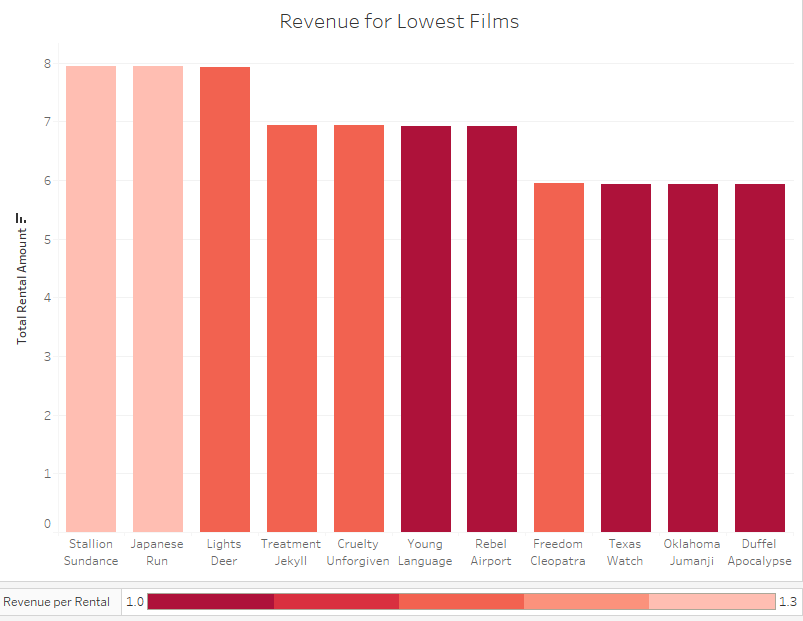 Revenue for Lowest Films
Total Rental Amount
8
7
6
5
4
3
2
1
0
Stallion Sundance
Japanese Run
Lights Deer
Treatment Jekyll
Cruelty Unforgiven
Young Language
Rebel Airport
Freedom Cleopatra
Texas Watch
Oklahoma Jumanji
Duffel Apocalypse
Revenue per Rental 1.0 1.3